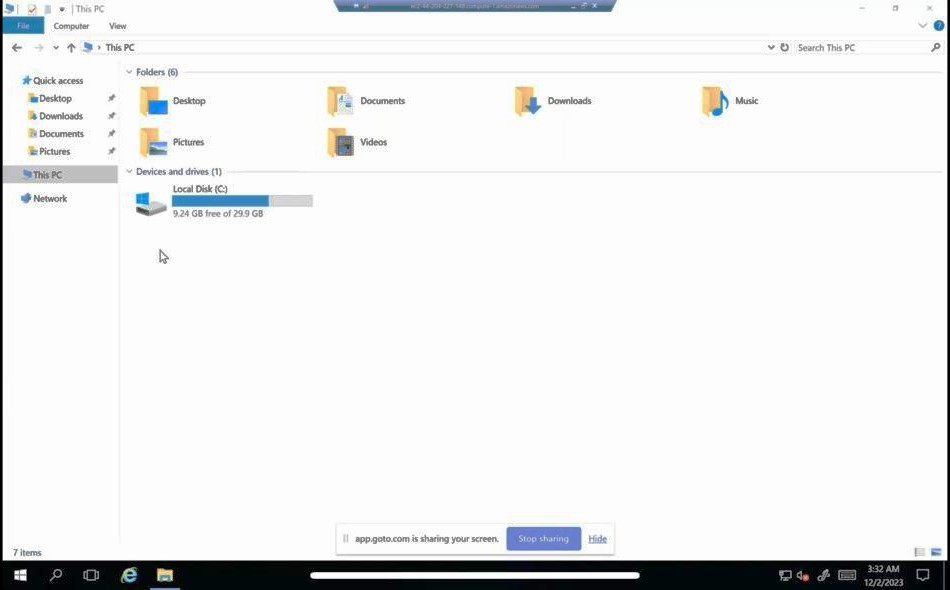 This PC
File Computer View
This PC Search This PC
Quick access
Desktop
Downloads
Documents
Pictures
This PC
Network
Folders (6)
Desktop Documents Downloads Music
Pictures Videos
Devices and drives (1)
Local Disk (C:)
9.24 GB free of 29.9 GB
app.goto.com is sharing your screen. Stop sharing Hide
7 items
3:32 AM
12/2/2023